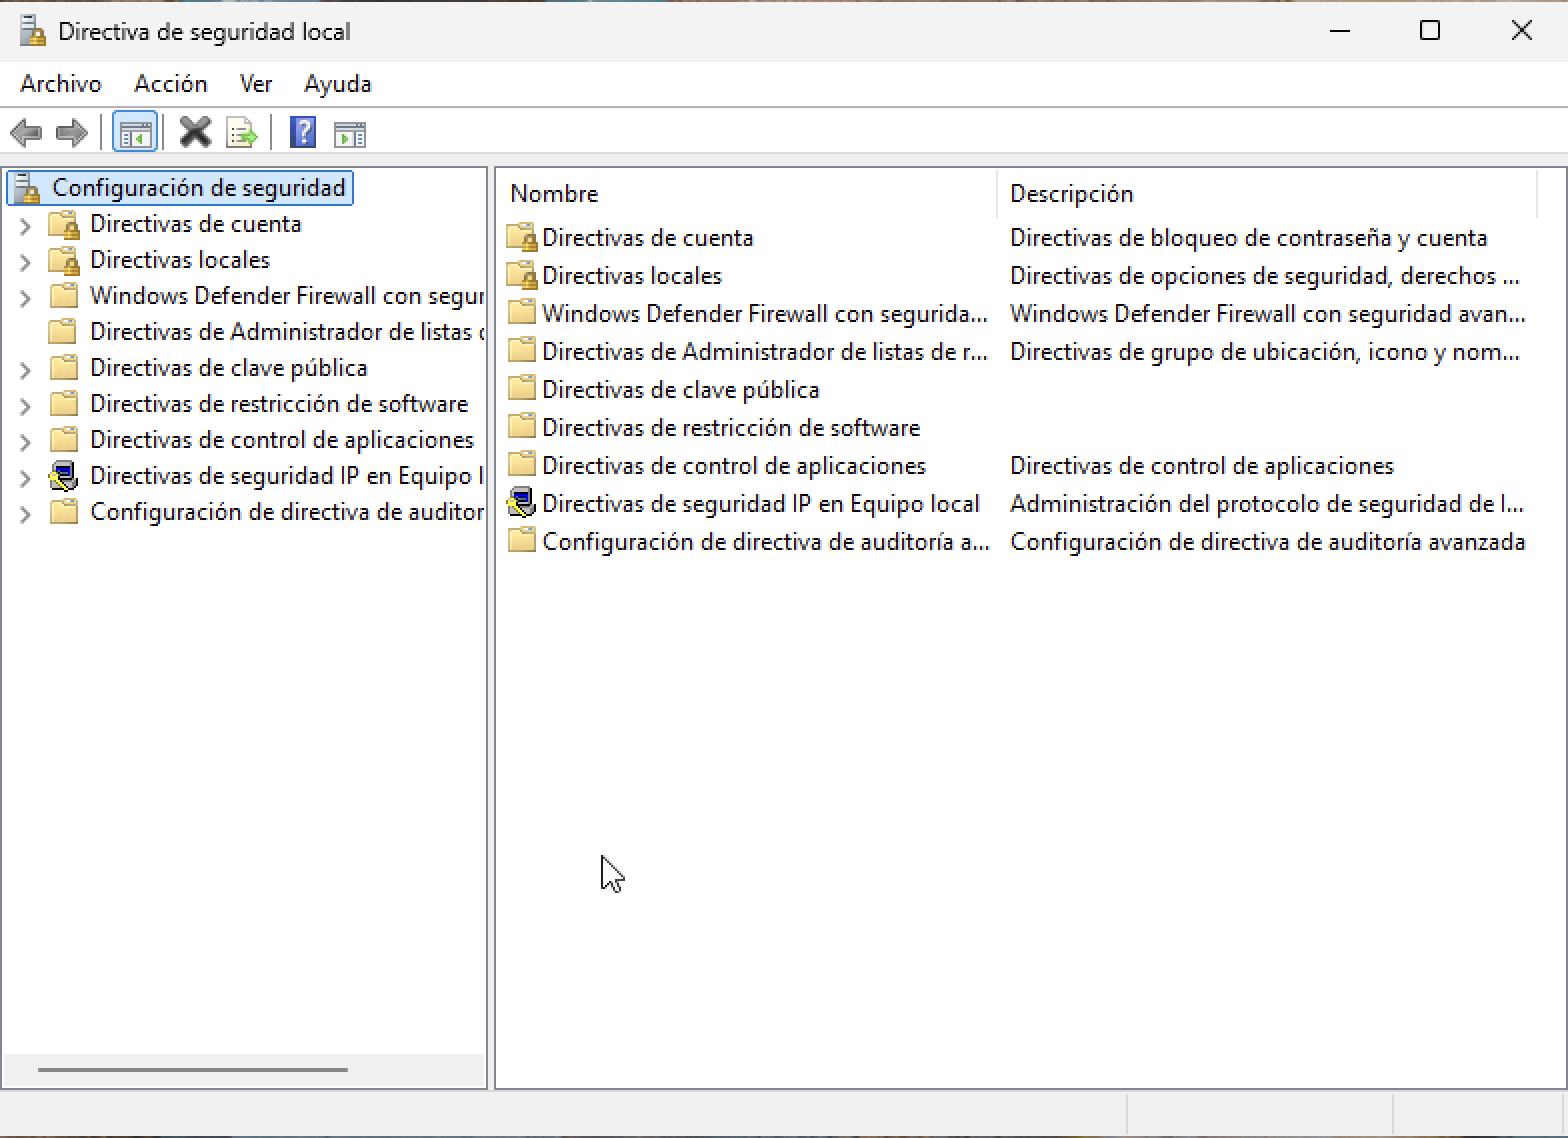 Directiva de seguridad local
Archivo Acción Ver Ayuda
Configuración de seguridad
Directivas de cuenta
Directivas locales
Windows Defender Firewall con segur
Directivas de Administrador de listas
Directivas de clave pública
Directivas de restricción de software
Directivas de control de aplicaciones
Directivas de seguridad IP en Equipo l
Configuración de directiva de auditor
Nombre Descripción
Directivas de cuenta Directivas de bloqueo de contraseña y cuenta
Directivas locales Directivas de opciones de seguridad, derechos ...
Windows Defender Firewall con segurida... Windows Defender Firewall con seguridad avan...
Directivas de Administrador de listas de r... Directivas de grupo de ubicación, icono y nom...
Directivas de clave pública
Directivas de restricción de software
Directivas de control de aplicaciones Directivas de control de aplicaciones
Directivas de seguridad IP en Equipo local Administración del protocolo de seguridad de I...
Configuración de directiva de auditoría a... Configuración de directiva de auditoría avanzada